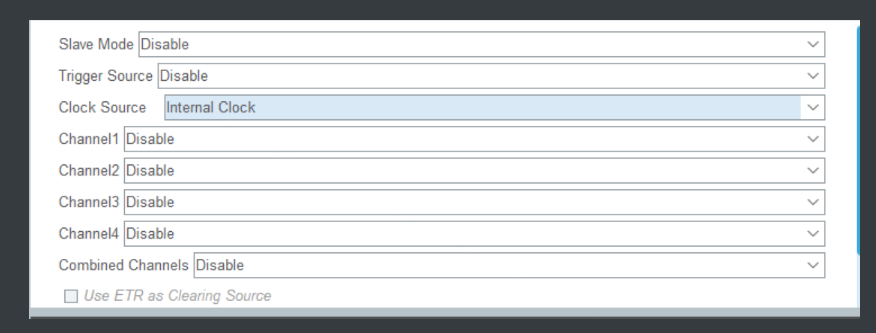 Slave Mode Disable
Trigger Source Disable
Clock Source Internal Clock
Channel1 Disable
Channel2 Disable
Channel3 Disable
Channel4 Disable
Combined Channels Disable
Use ETR as Clearing Source